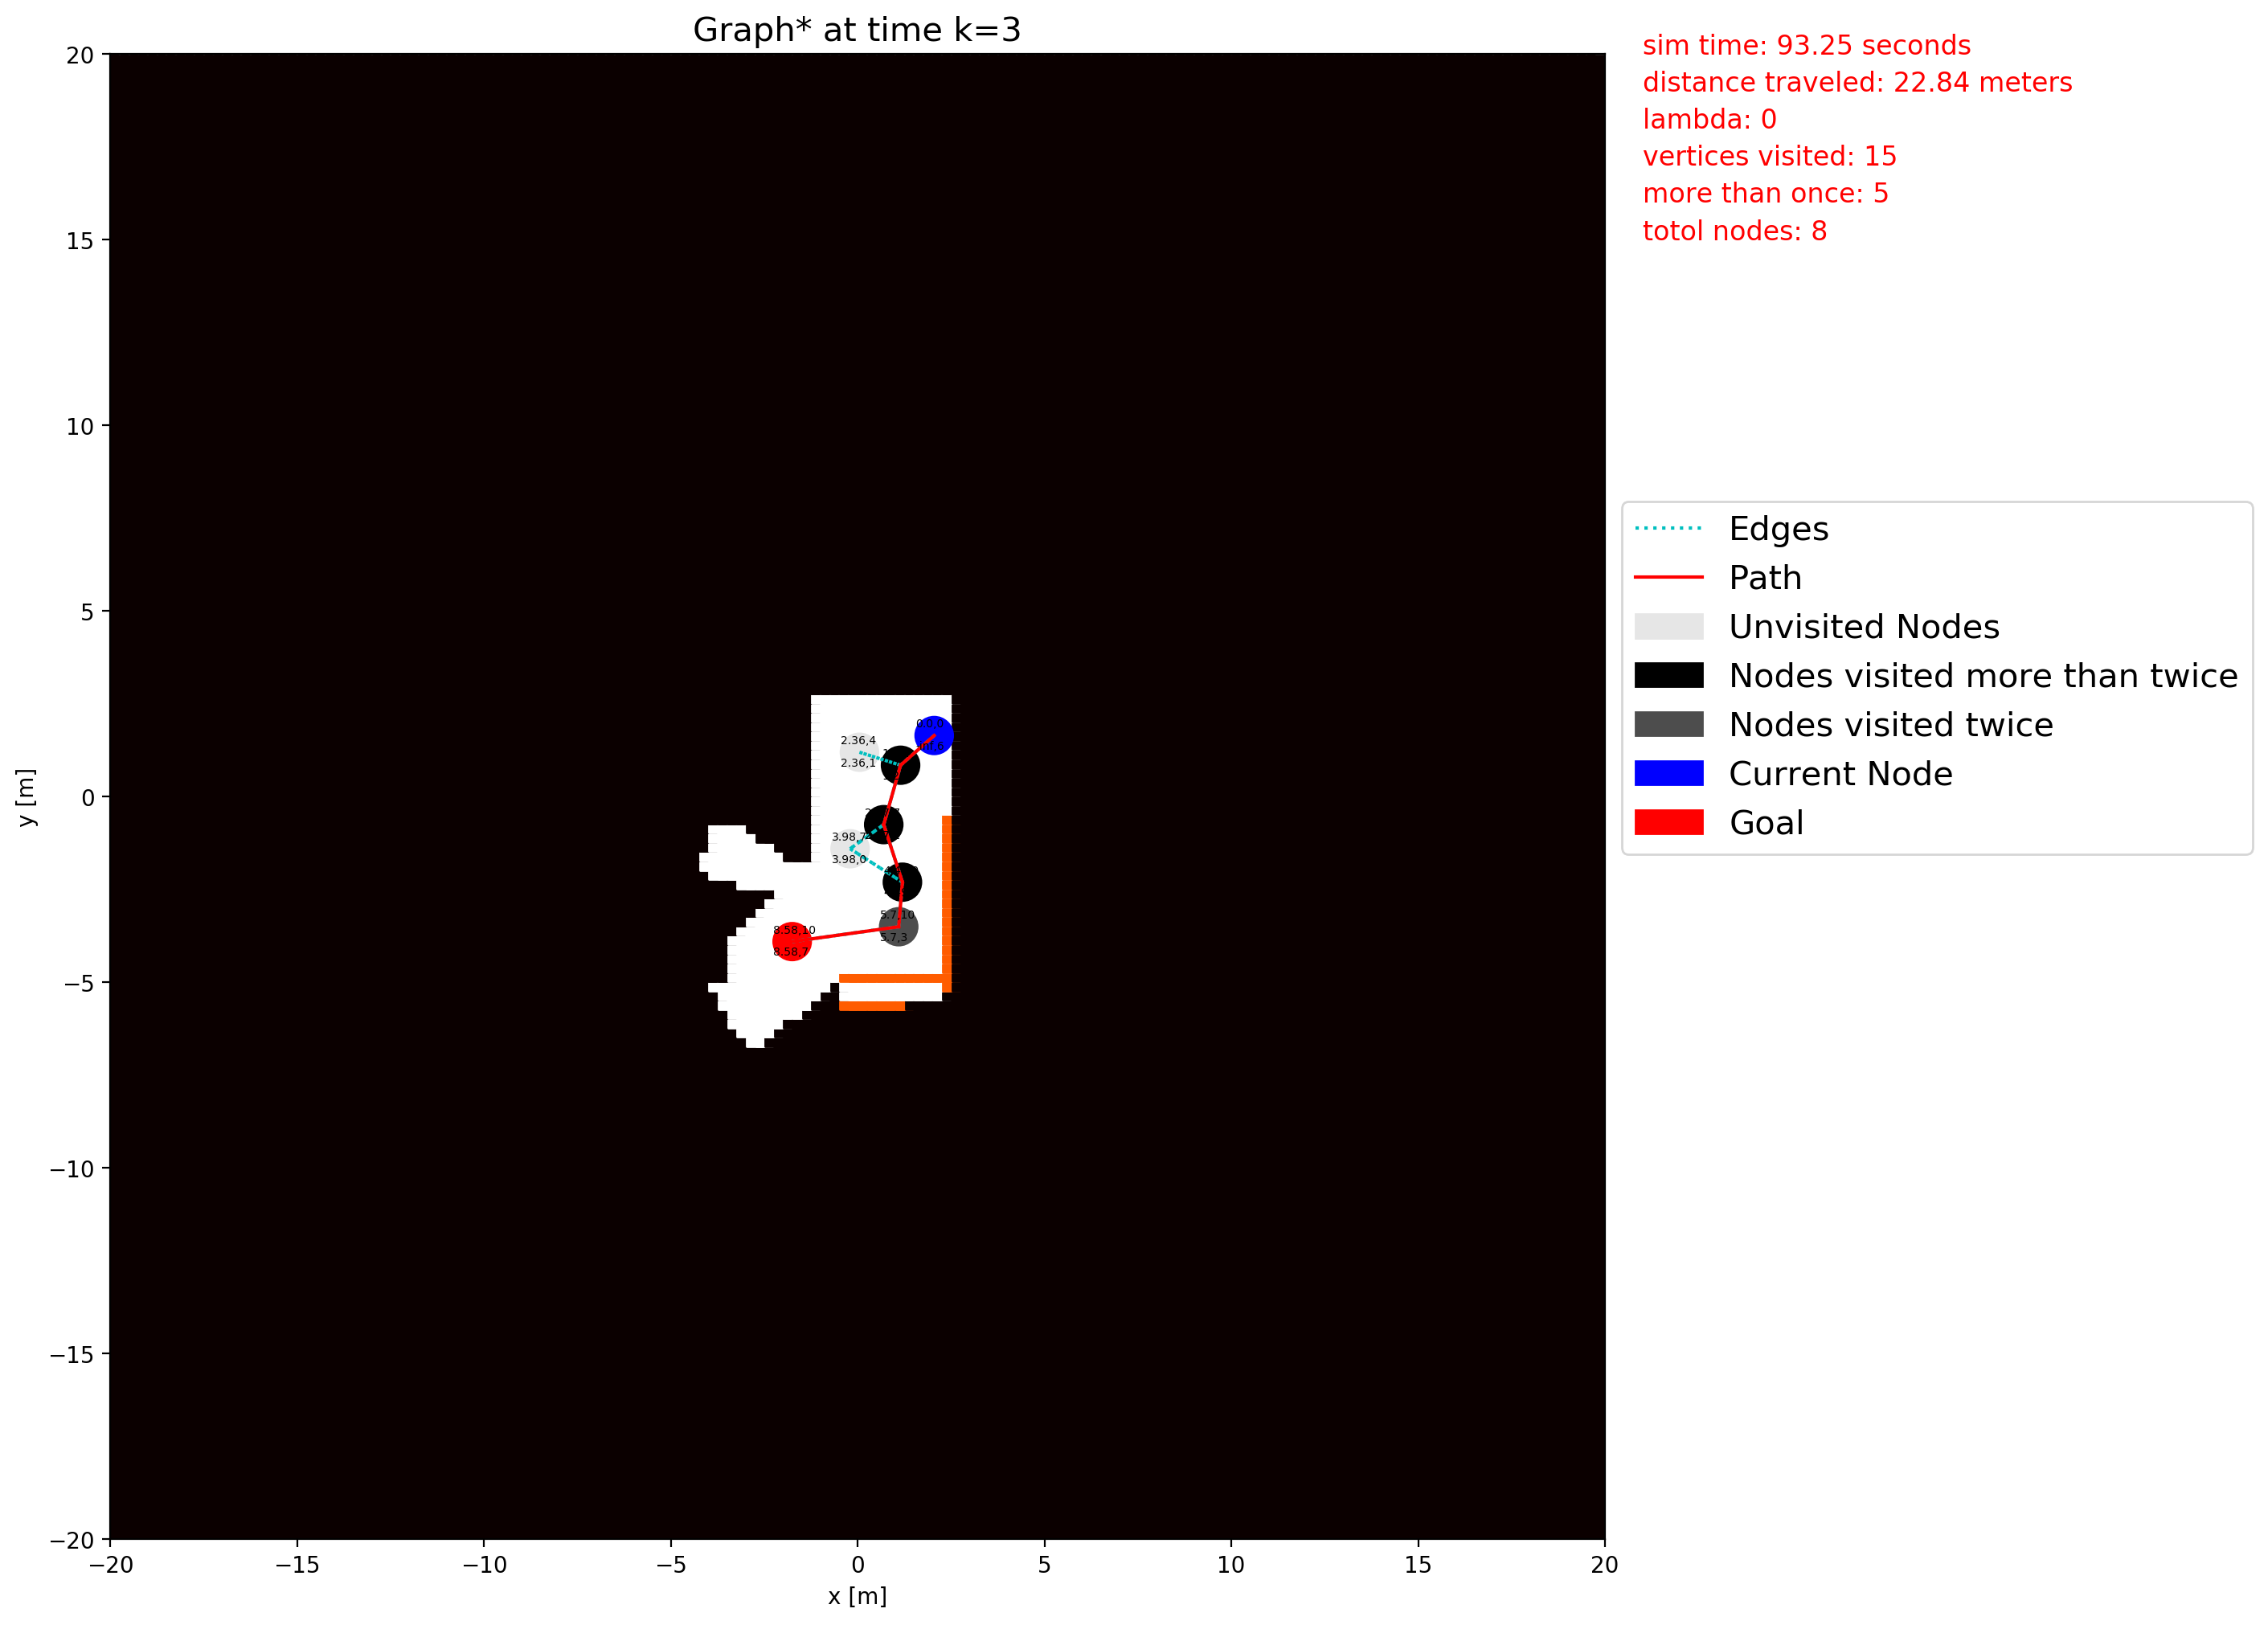 Graph* at time k=3
sim time: 93.25 seconds
distance traveled: 22.84 meters
lambda: 0
vertices visited: 15
more than once: 5
totol nodes: 8
20
15
10
5
0
−5
−10
−15
−20
y [m]
2.36,4
2.36,1
3.98,7
3.98,0
5.7,10
5.7,3
8.58,10
8.58,7
−20
−15
−10
−5
0
5
10
15
20
x [m]
Edges
Path
Unvisited Nodes
Nodes visited more than twice
Nodes visited twice
Current Node
Goal